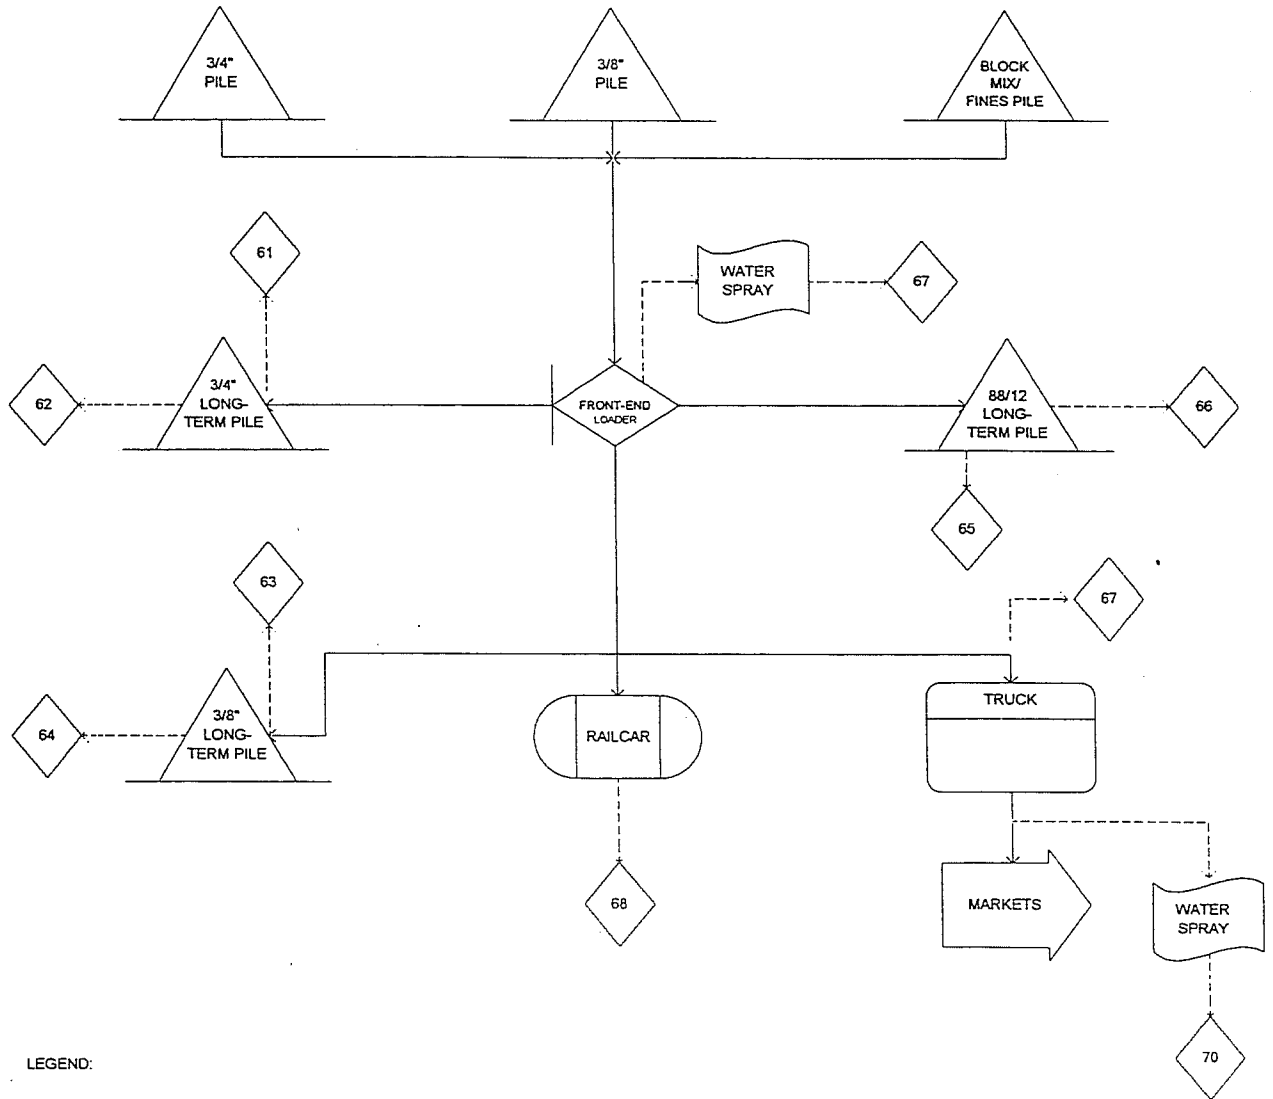 3/4"
PILE
3/8"
PILE
BLOCK
MIX/
FINES PILE
61
WATER
SPRAY
67
62
3/4"
LONG-
TERM PILE
FRONT-END
LOADER
88/12
LONG-
TERM PILE
66
65
63
67
64
3/8"
LONG-
TERM PILE
RAILCAR
TRUCK
68
MARKETS
WATER
SPRAY
70
LEGEND: